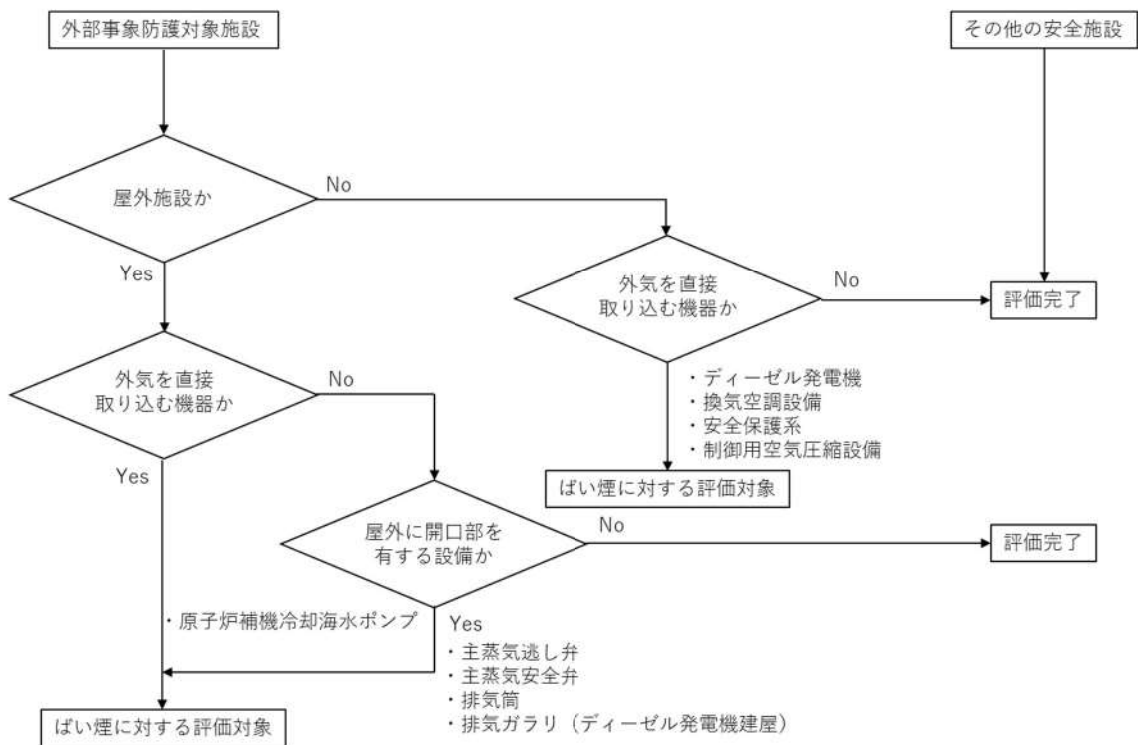 外部事象防護対象施設
その他の安全施設
屋外施設か
No
Yes
外気を直接
取り込む機器か
No
評価完了
・ディーゼル発電機
・換気空調設備
・安全保護系
・制御用空気圧縮設備
ばい煙に対する評価対象
外気を直接
取り込む機器か
No
Yes
屋外に開口部を
有する設備か
No
評価完了
・原子炉補機冷却海水ポンプ
Yes
・主蒸気逃し弁
・主蒸気安全弁
・排気筒
・排気ガラリ（ディーゼル発電機建屋）
ばい煙に対する評価対象